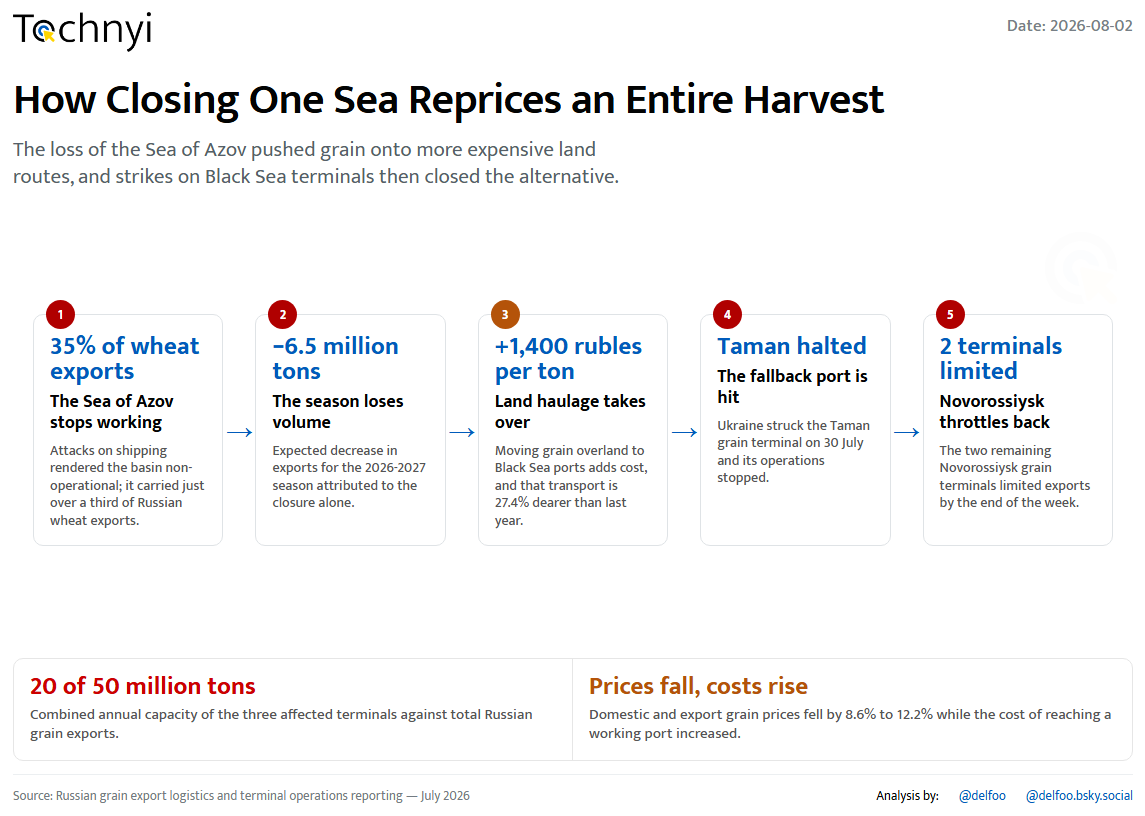 Technyi
Date: 2026-08-02
How Closing One Sea Reprices an Entire Harvest
The loss of the Sea of Azov pushed grain onto more expensive land
routes, and strikes on Black Sea terminals then closed the alternative.
1
35% of wheat
exports
The Sea of Azov
stops working
Attacks on shipping
rendered the basin non-
operational; it carried just
over a third of Russian
wheat exports.
→
2
−6.5 million
tons
The season loses
volume
Expected decrease in
exports for the 2026-2027
season attributed to the
closure alone.
→
3
+1,400 rubles
per ton
Land haulage takes
over
Moving grain overland to
Black Sea ports adds cost,
and that transport is
27.4% dearer than last
year.
→
4
Taman halted
The fallback port is
hit
Ukraine struck the Taman
grain terminal on 30 July
and its operations
stopped.
→
5
2 terminals
limited
Novorossiysk
throttles back
The two remaining
Novorossiysk grain
terminals limited exports
by the end of the week.
20 of 50 million tons
Combined annual capacity of the three affected terminals against total Russian
grain exports.
Prices fall, costs rise
Domestic and export grain prices fell by 8.6% to 12.2% while the cost of reaching a
working port increased.
Source: Russian grain export logistics and terminal operations reporting — July 2026
Analysis by: @delfoo @delfoo.bsky.social